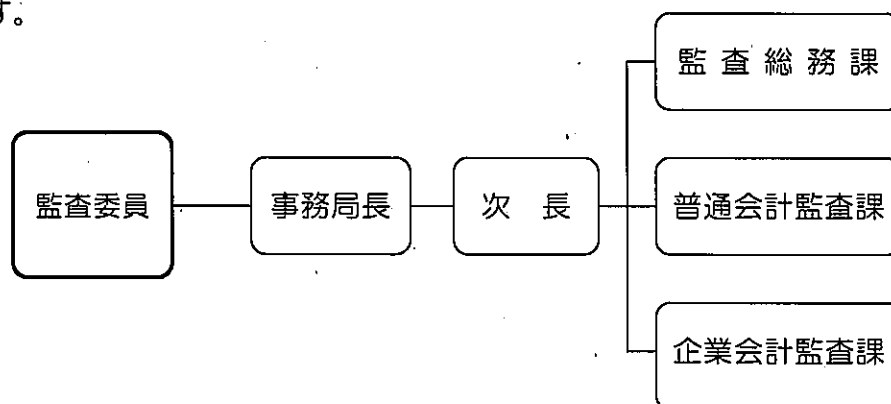 す。
監査総務課
監査委員
事務局長
次長
普通会計監査課
企業会計監査課